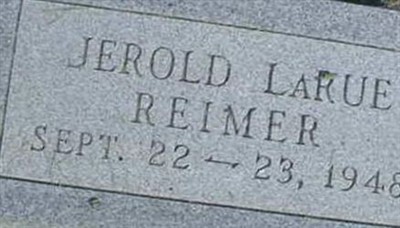 JEROLD LARUE
REIMER
SEPT. 22 — 23, 1948